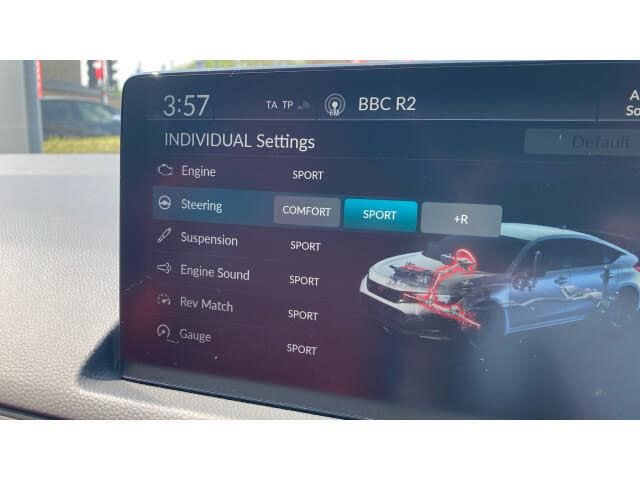 3:57 TA TP FM BBC R2
INDIVIDUAL Settings Default
Engine SPORT
Steering COMFORT SPORT +R
Suspension SPORT
Engine Sound SPORT
Rev Match SPORT
Gauge SPORT